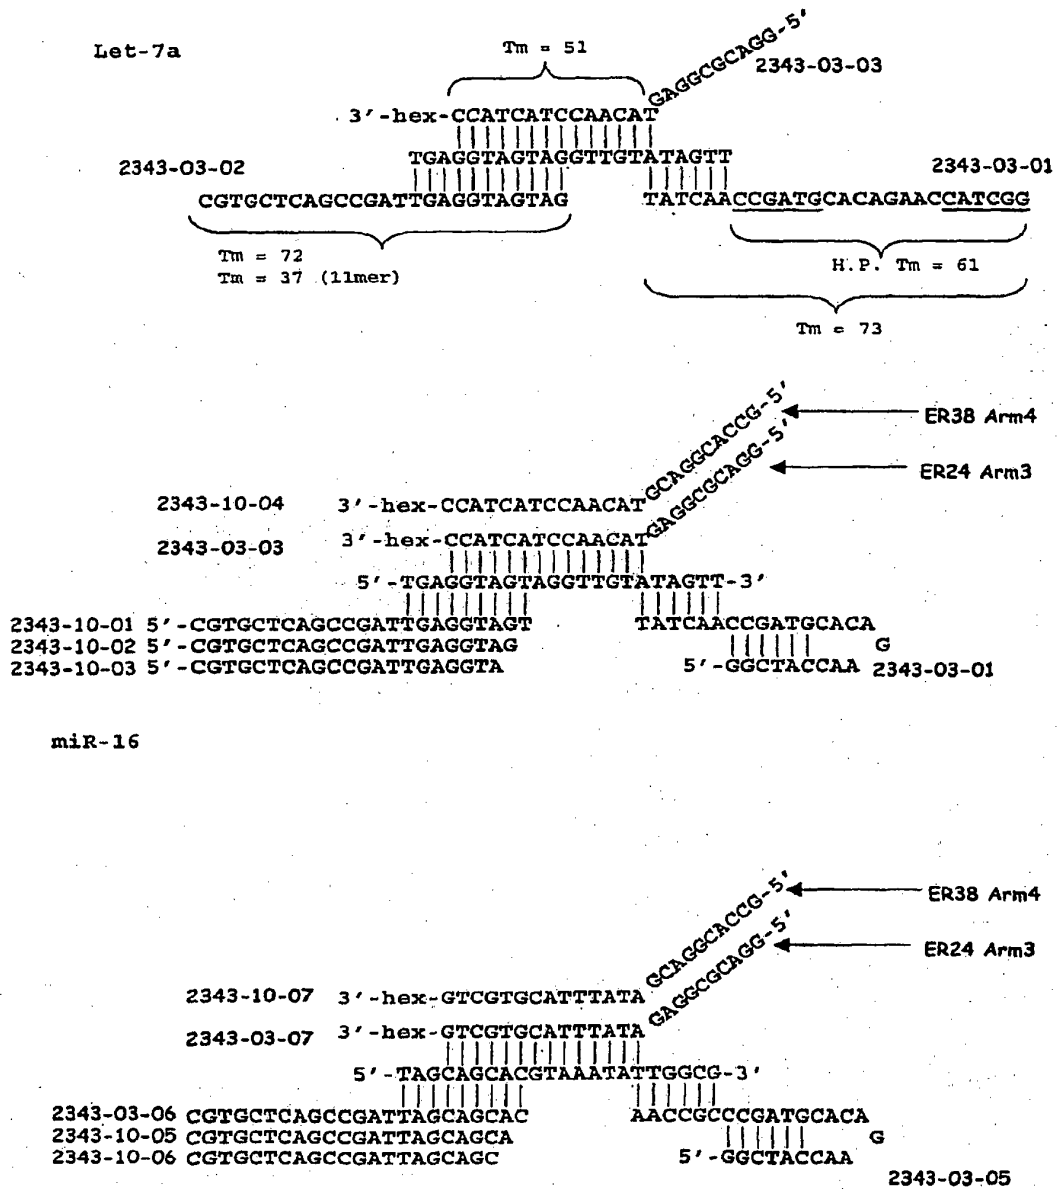 Let-7a
Tm = 51
GAGGCGCAGG-5'
2343-03-03
3'-hex-CCATCATCCAACAT
TGAGGTAGTAGGTTGTATAGTT
2343-03-02
2343-03-01
CGTGCTCAGCCGATTGAGGTAGTAG
TATCAACCGATGCACAGAACCATCGG
Tm = 72
Tm = 37 (11mer)
H.P. Tm = 61
Tm = 73
GCAGGCACCG-5'
ER38 Arm4
GAGGCGCAGG-5'
ER24 Arm3
2343-10-04 3'-hex-CCATCATCCAACAT
2343-03-03 3'-hex-CCATCATCCAACAT
5'-TGAGGTAGTAGGTTGTATAGTT-3'
2343-10-01 5'-CGTGCTCAGCCGATTGAGGTAGT TATCAACCGATGCACA
2343-10-02 5'-CGTGCTCAGCCGATTGAGGTAG G
2343-10-03 5'-CGTGCTCAGCCGATTGAGGTA 5'-GGCTACCAA 2343-03-01
miR-16
GCAGGCACCG-5'
ER38 Arm4
GAGGCGCAGG-5'
ER24 Arm3
2343-10-07 3'-hex-GTCGTGCATTTATA
2343-03-07 3'-hex-GTCGTGCATTTATA
5'-TAGCAGCACGTAAATATTGGCG-3'
2343-03-06 CGTGCTCAGCCGATTAGCAGCAC AACCGCCCGATGCACA
2343-10-05 CGTGCTCAGCCGATTAGCAGCA G
2343-10-06 CGTGCTCAGCCGATTAGCAGC 5'-GGCTACCAA
2343-03-05